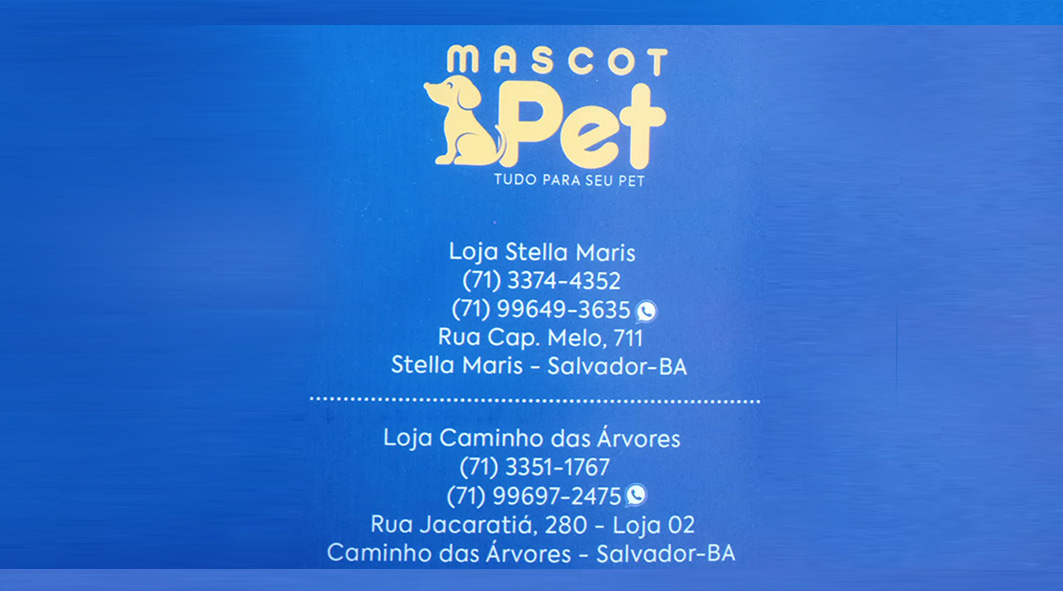 MASCOT
Pet
TUDO PARA SEU PET
Loja Stella Maris
(71) 3374-4352
(71) 99649-3635
Rua Cap. Melo, 711
Stella Maris - Salvador-BA
Loja Caminho das Árvores
(71) 3351-1767
(71) 99697-2475
Rua Jacaratiá, 280 - Loja 02
Caminho das Árvores - Salvador-BA